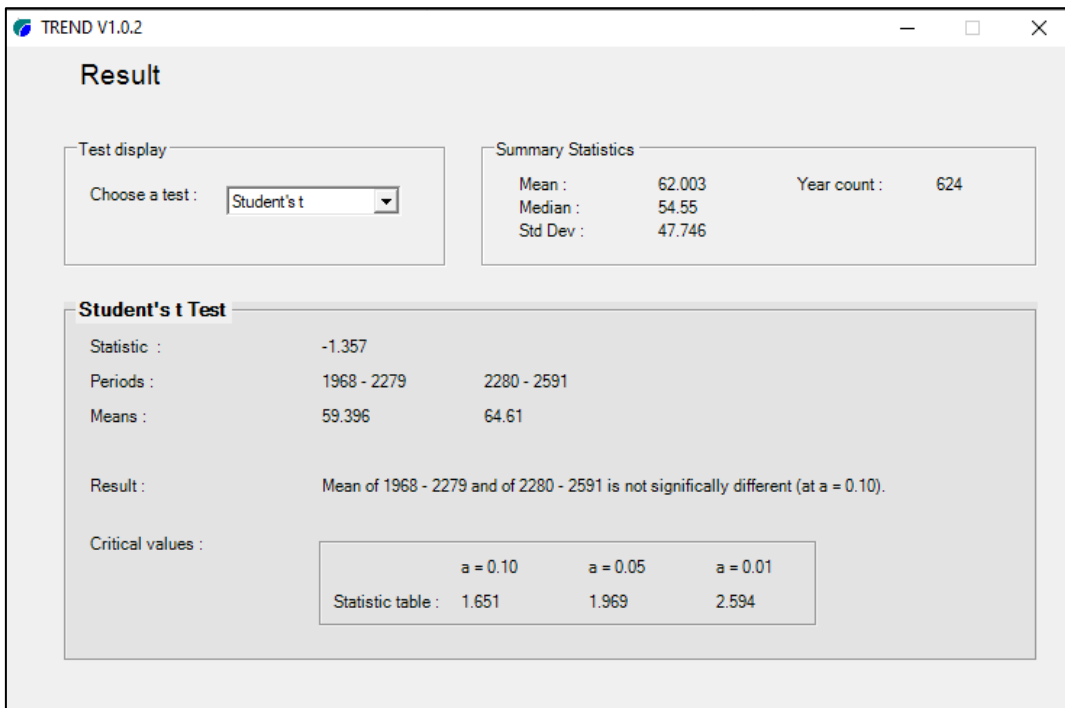 TREND V1.0.2
Result
Test display
Choose a test : Student's t
Summary Statistics
Mean : 62.003 Year count : 624
Median : 54.55
Std Dev : 47.746
Student's t Test
Statistic : -1.357
Periods : 1968 - 2279 2280 - 2591
Means : 59.396 64.61
Result : Mean of 1968 - 2279 and of 2280 - 2591 is not significally different (at a = 0.10).
Critical values :
a = 0.10 a = 0.05 a = 0.01
Statistic table : 1.651 1.969 2.594